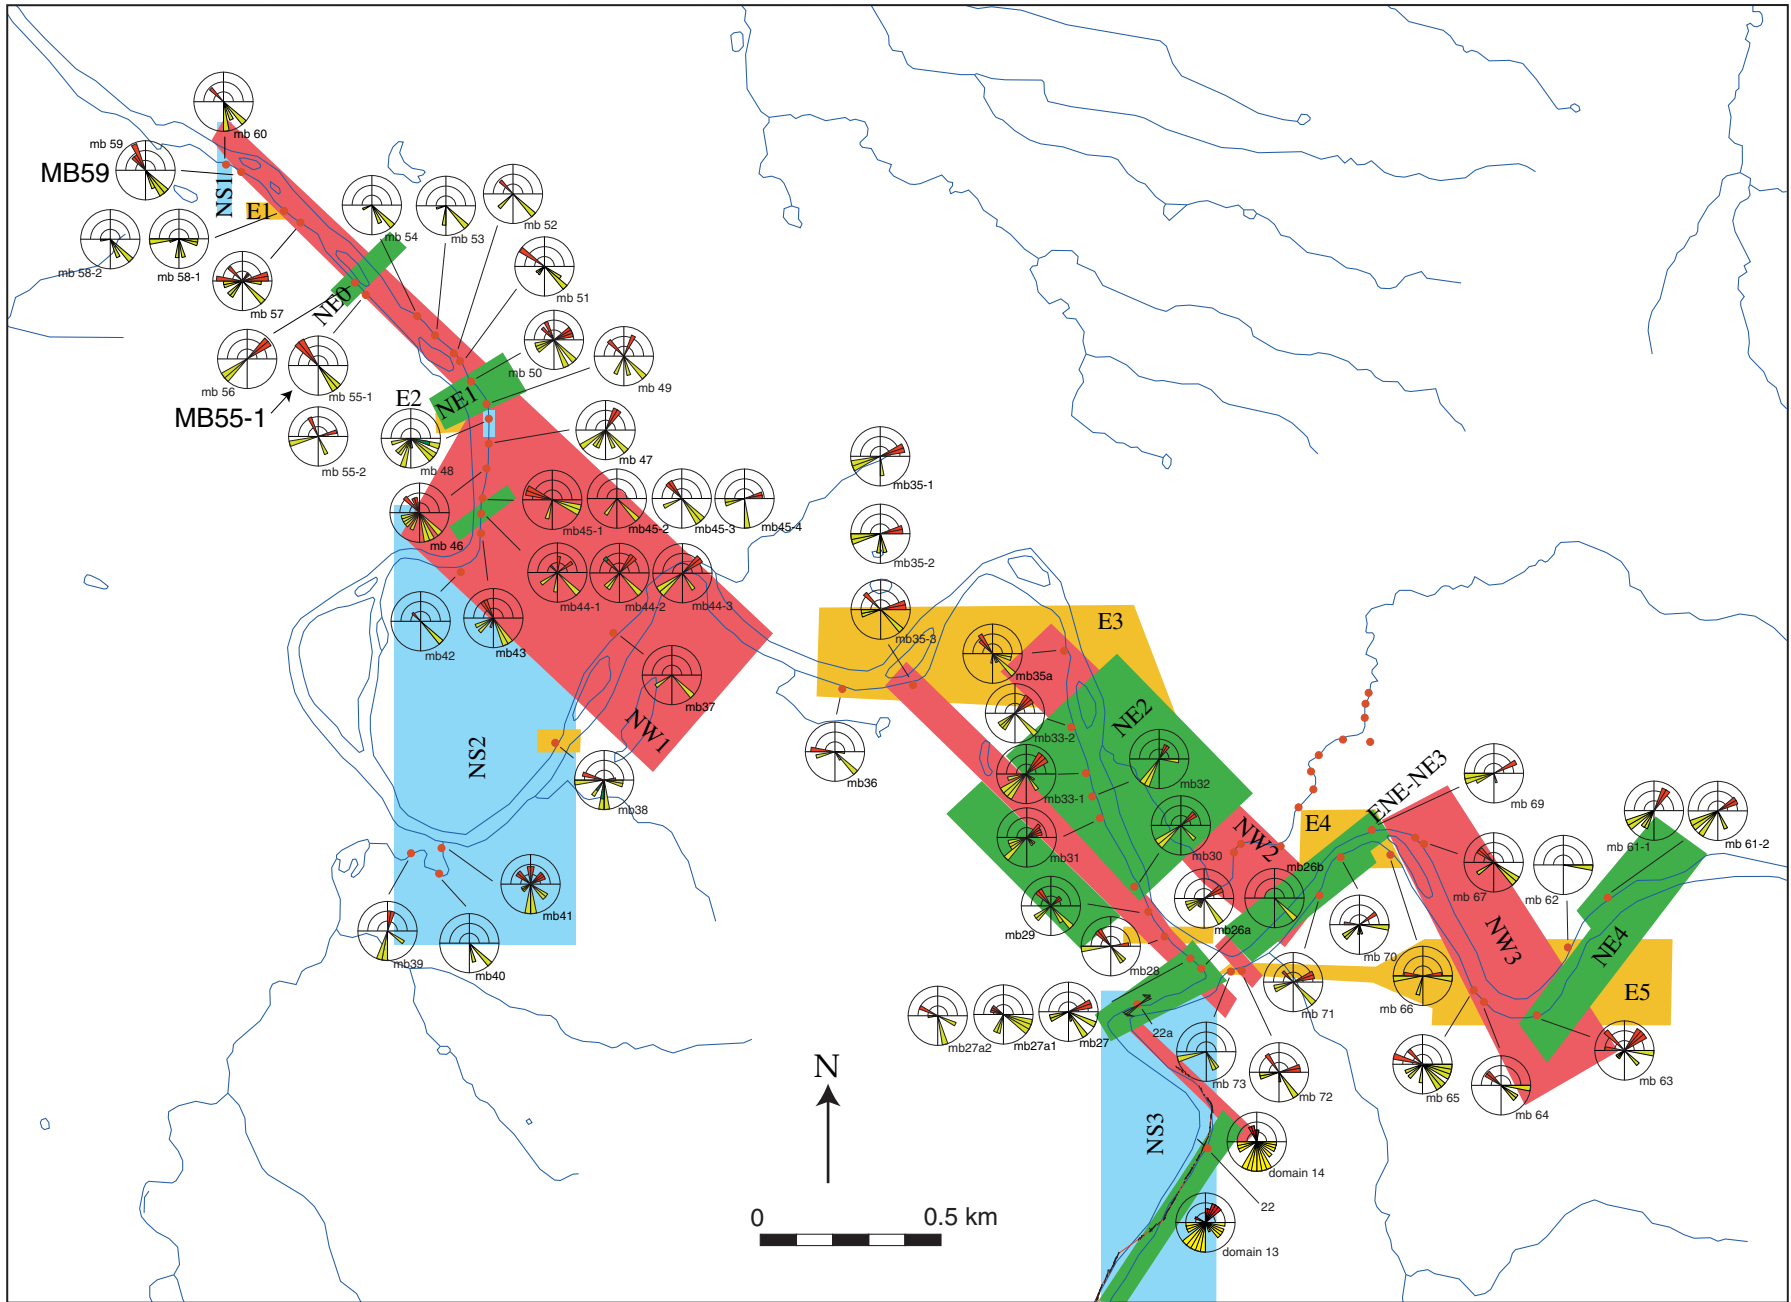 mb 60
mb 59
MB59
NS1
E1
mb 58-2
mb 58-1
mb 57
mb 54
mb 53
mb 52
mb 51
NE0
mb 56
mb 55-1
MB55-1
mb 55-2
mb 50
mb 49
E2
NE1
mb 48
mb 47
mb 46
mb45-1
mb45-2
mb45-3
mb45-4
mb44-1
mb44-2
mb44-3
mb42
mb43
mb37
NW1
NS2
mb38
mb41
mb39
mb40
mb35-1
mb35-2
mb35-3
E3
mb35a
mb36
mb33-2
NE2
mb33-1
mb32
mb31
mb30
NW2
mb26b
mb29
mb26a
mb28
E4
ENE-NE3
mb 69
mb 67
mb 62
mb 61-1
mb 61-2
mb 70
NW3
NE4
E5
mb 66
mb 71
mb27a2
mb27a1
mb27
22a
mb 73
mb 72
mb 65
mb 64
mb 63
NS3
domain 14
22
domain 13
N
0
0.5 km